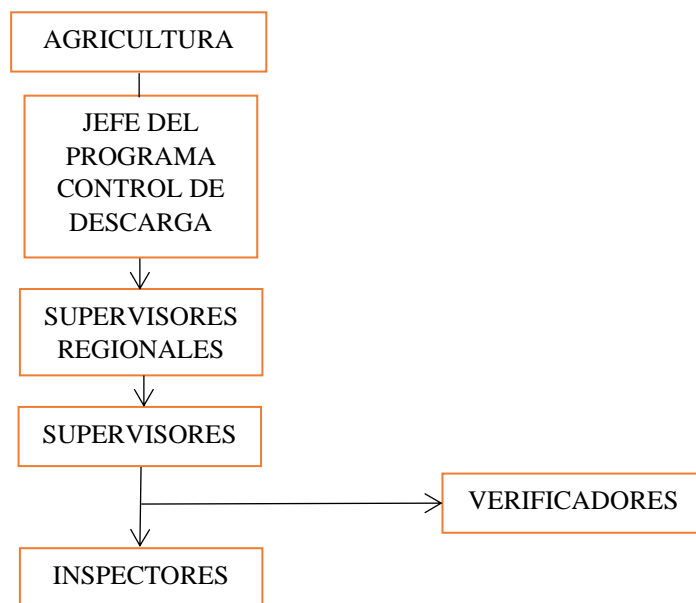 AGRICULTURA
JEFE DEL
PROGRAMA
CONTROL DE
DESCARGA
SUPERVISORES
REGIONALES
SUPERVISORES
VERIFICADORES
INSPECTORES